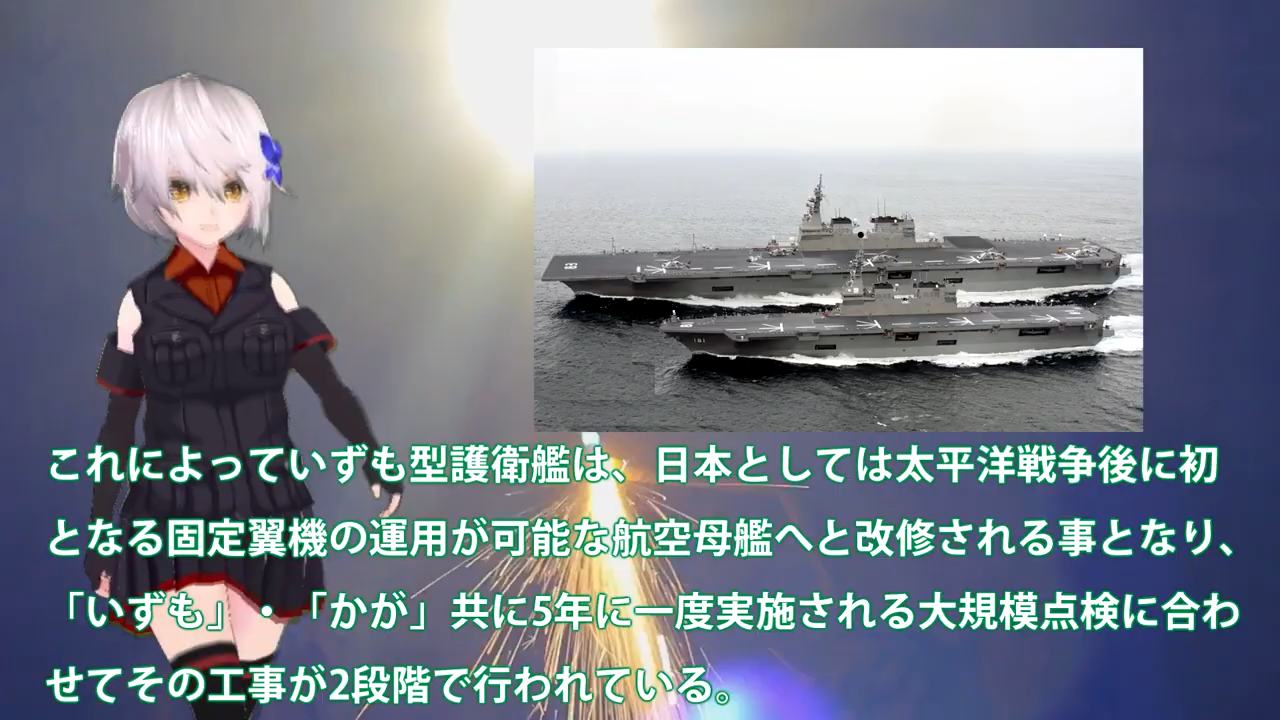 83
181
これによっていずも型護衛艦は、日本としては太平洋戦争後に初
となる固定翼機の運用が可能な航空母艦へと改修される事となり、
「いずも」・「かが」共に5年に一度実施される大規模点検に合わ
せてその工事が2段階で行われている。